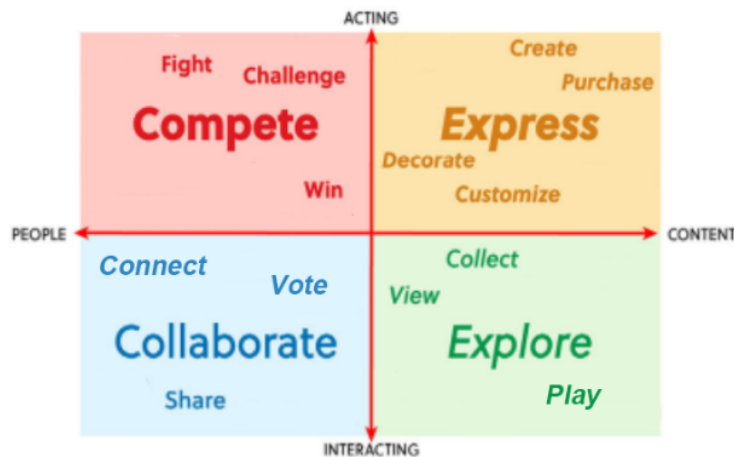 ACTING
Fight
Challenge
Compete
Win
Create
Purchase
Express
Decorate
Customize
PEOPLE
CONTENT
Connect
Vote
Collaborate
Share
Collect
View
Explore
Play
INTERACTING